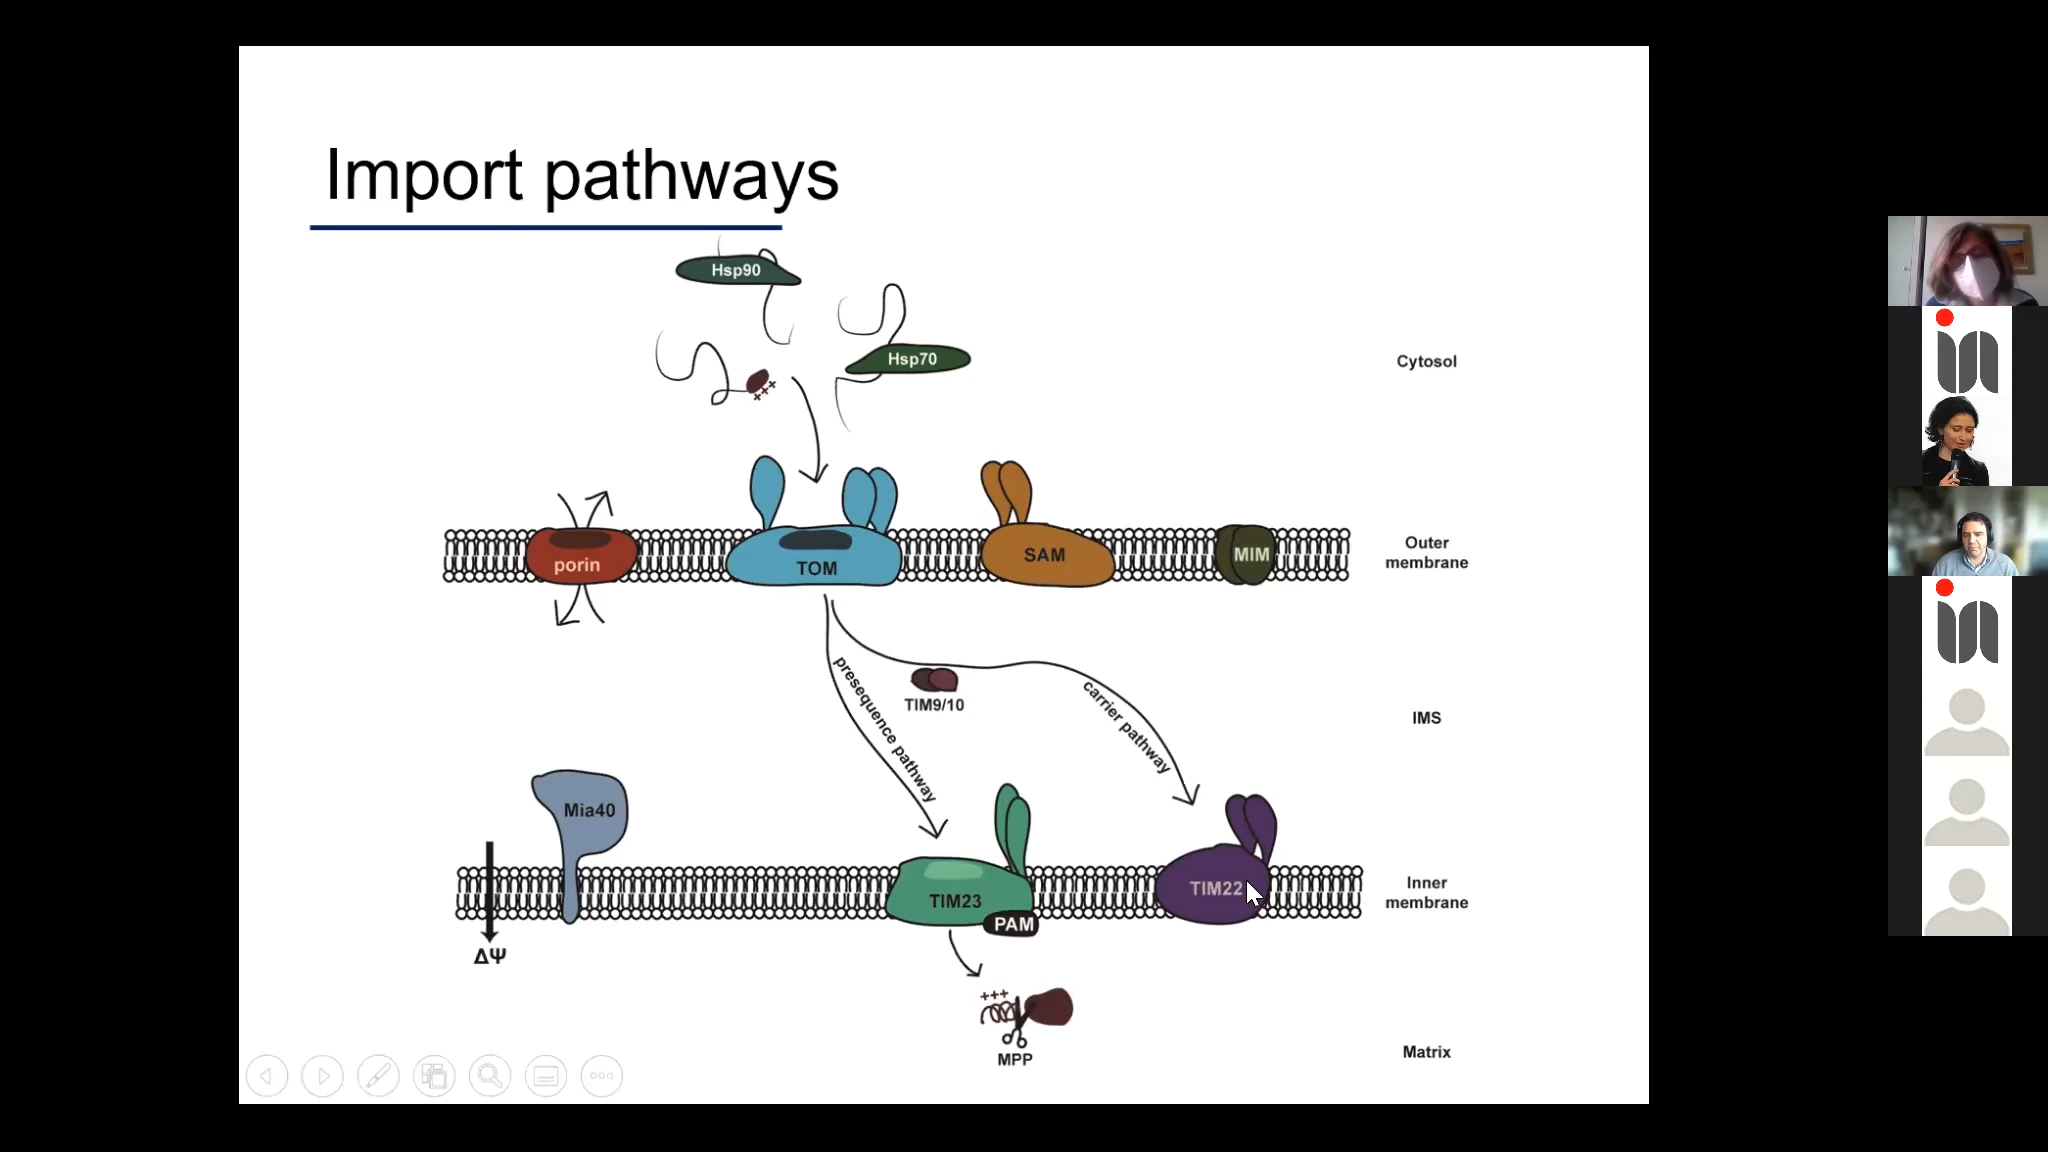 Import pathways
Hsp90
Hsp70
Cytosol
+++
porin
TOM
SAM
MIM
Outer
membrane
presequence pathway
TIM9/10
carrier pathway
IMS
Mia40
TIM23
PAM
TIM22
Inner
membrane
ΔΨ
+++
MPP
Matrix